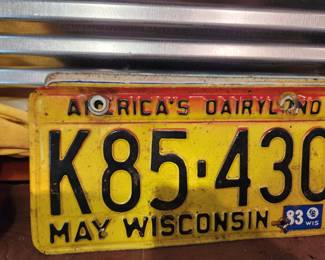 AMERICA'S DAIRYLAND
K85·430
MAY WISCONSIN 83
WIS